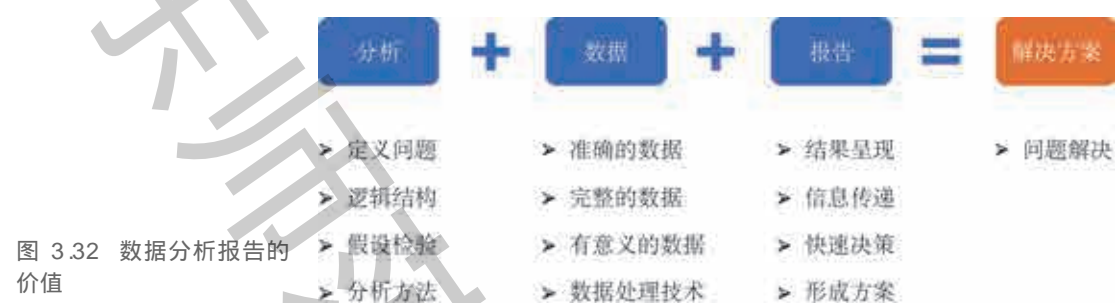 分析 + 数据 + 报告 = 解决方案
➢ 定义问题 ➢ 准确的数据 ➢ 结果呈现 ➢ 问题解决
➢ 逻辑结构 ➢ 完整的数据 ➢ 信息传递
➢ 假设检验 ➢ 有意义的数据 ➢ 快速决策
➢ 分析方法 ➢ 数据处理技术 ➢ 形成方案
图 3.32 数据分析报告的
价值